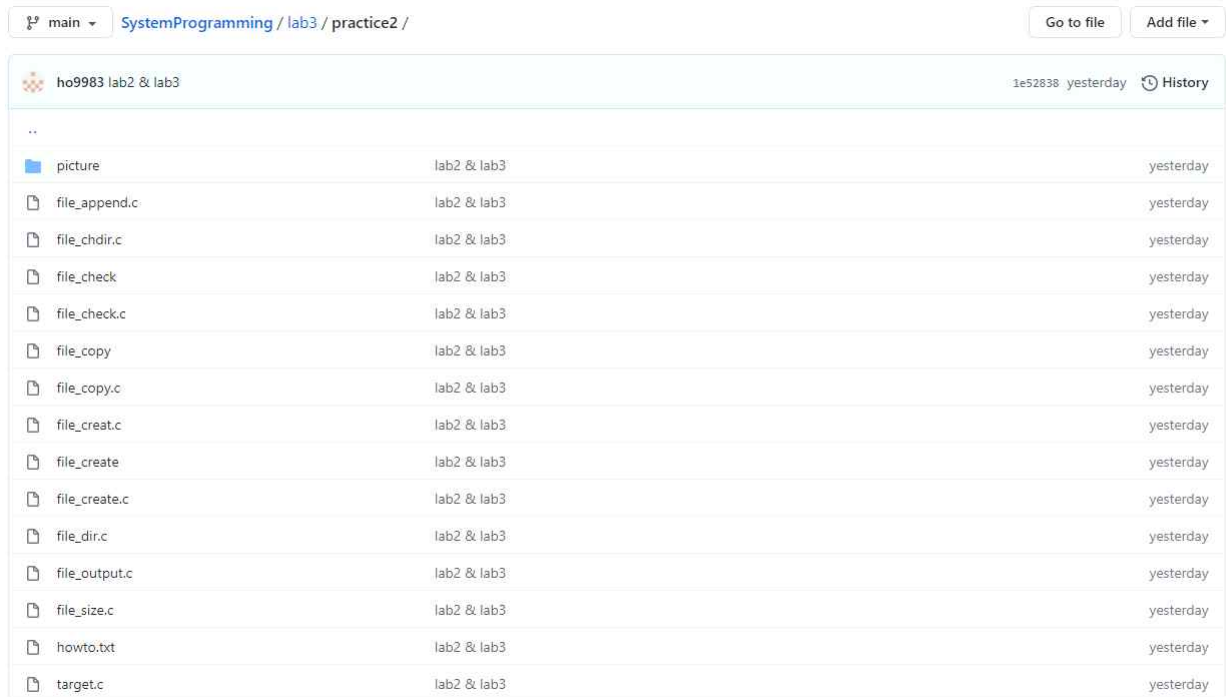 main SystemProgramming / lab3 / practice2 / Go to file Add file
ho9983 lab2 & lab3 1e52838 yesterday History
..
picture lab2 & lab3 yesterday
file_append.c lab2 & lab3 yesterday
file_chdir.c lab2 & lab3 yesterday
file_check lab2 & lab3 yesterday
file_check.c lab2 & lab3 yesterday
file_copy lab2 & lab3 yesterday
file_copy.c lab2 & lab3 yesterday
file_creat.c lab2 & lab3 yesterday
file_create lab2 & lab3 yesterday
file_create.c lab2 & lab3 yesterday
file_dir.c lab2 & lab3 yesterday
file_output.c lab2 & lab3 yesterday
file_size.c lab2 & lab3 yesterday
howto.txt lab2 & lab3 yesterday
target.c lab2 & lab3 yesterday